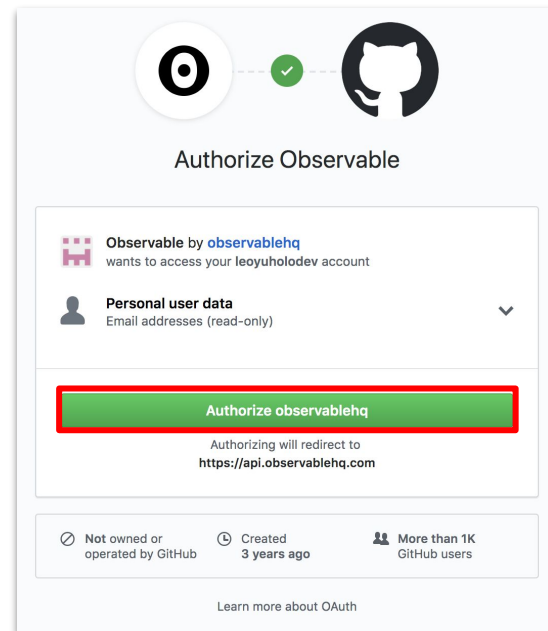 Authorize Observable
Observable by observablehq
wants to access your leoyuholodev account
Personal user data
Email addresses (read-only)
Authorize observablehq
Authorizing will redirect to
https://api.observablehq.com
Not owned or
operated by GitHub
Created
3 years ago
More than 1K
GitHub users
Learn more about OAuth